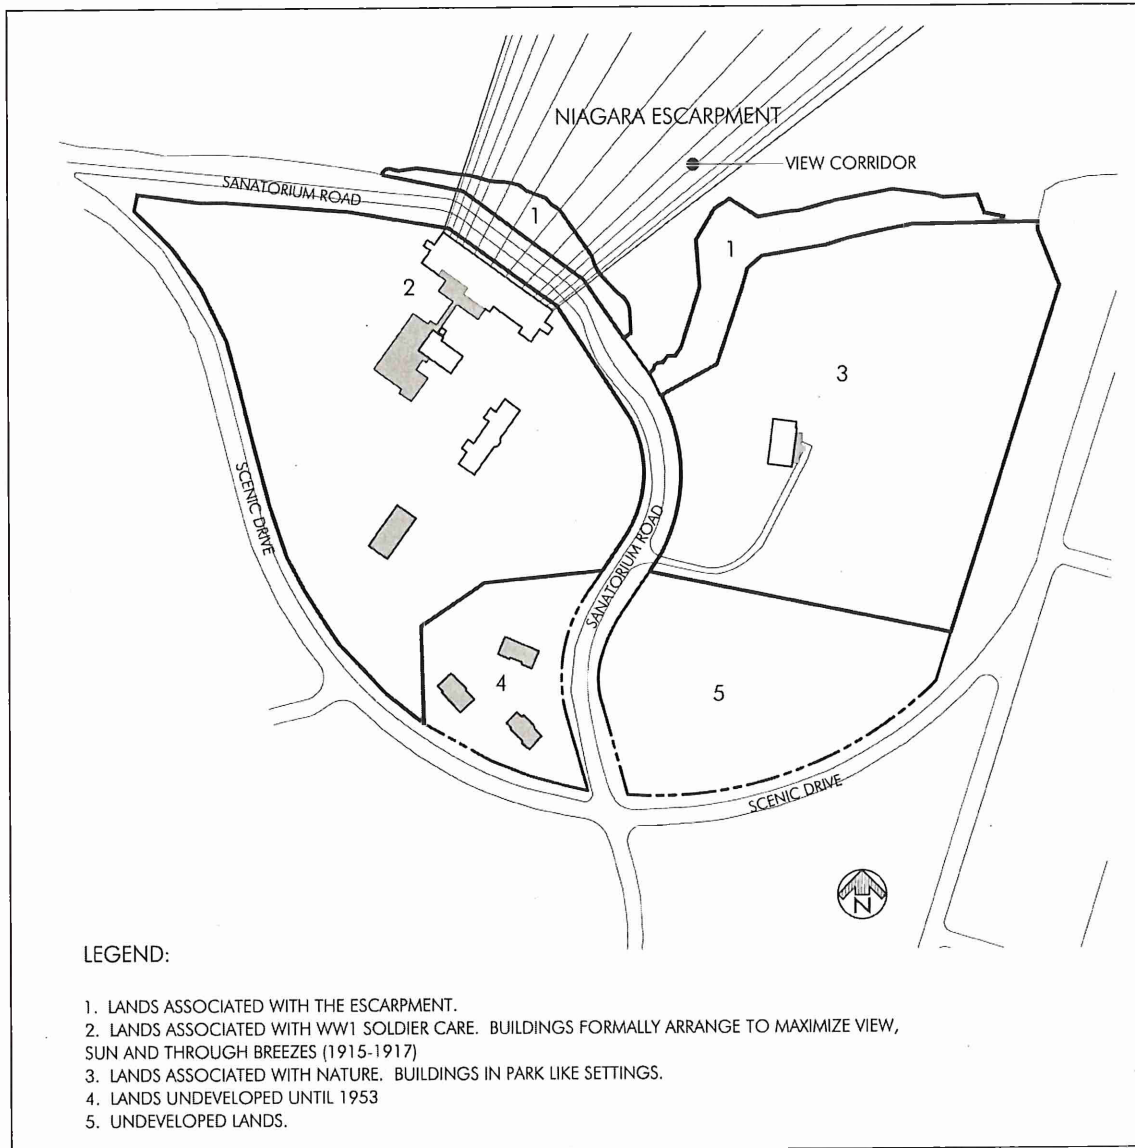 NIAGARA ESCARPMENT
VIEW CORRIDOR
SANATORIUM ROAD
1
1
2
3
SCENIC DRIVE
SANATORIUM ROAD
4
5
SCENIC DRIVE
N
LEGEND:
1. LANDS ASSOCIATED WITH THE ESCARPMENT.
2. LANDS ASSOCIATED WITH WW1 SOLDIER CARE. BUILDINGS FORMALLY ARRANGE TO MAXIMIZE VIEW,
SUN AND THROUGH BREEZES (1915-1917)
3. LANDS ASSOCIATED WITH NATURE. BUILDINGS IN PARK LIKE SETTINGS.
4. LANDS UNDEVELOPED UNTIL 1953
5. UNDEVELOPED LANDS.